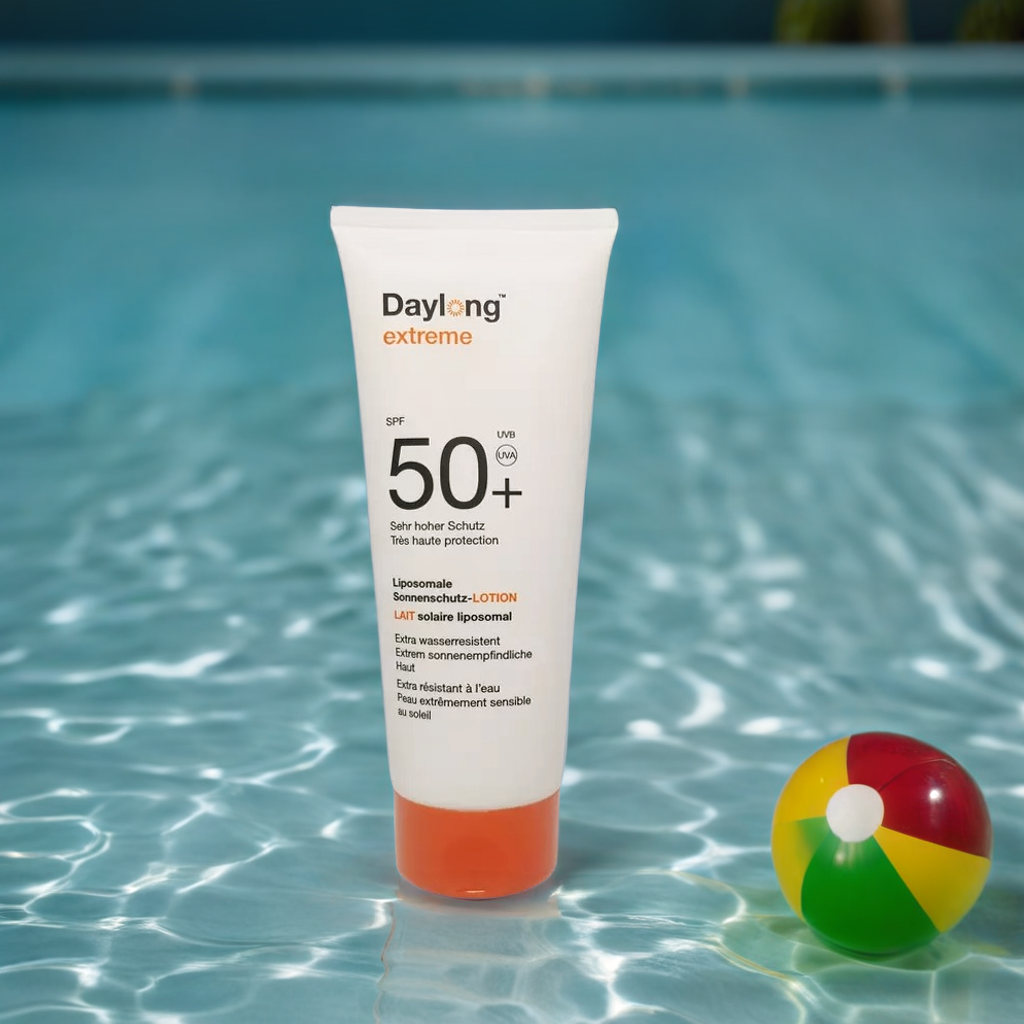 Daylong™
extreme
SPF
50+
UVB
UVA
Sehr hoher Schutz
Très haute protection
Liposomale
Sonnenschutz-LOTION
LAIT solaire liposomal
Extra wasserresistent
Extrem sonnenempfindliche
Haut
Extra résistant à l'eau
Peau extrêmement sensible
au soleil